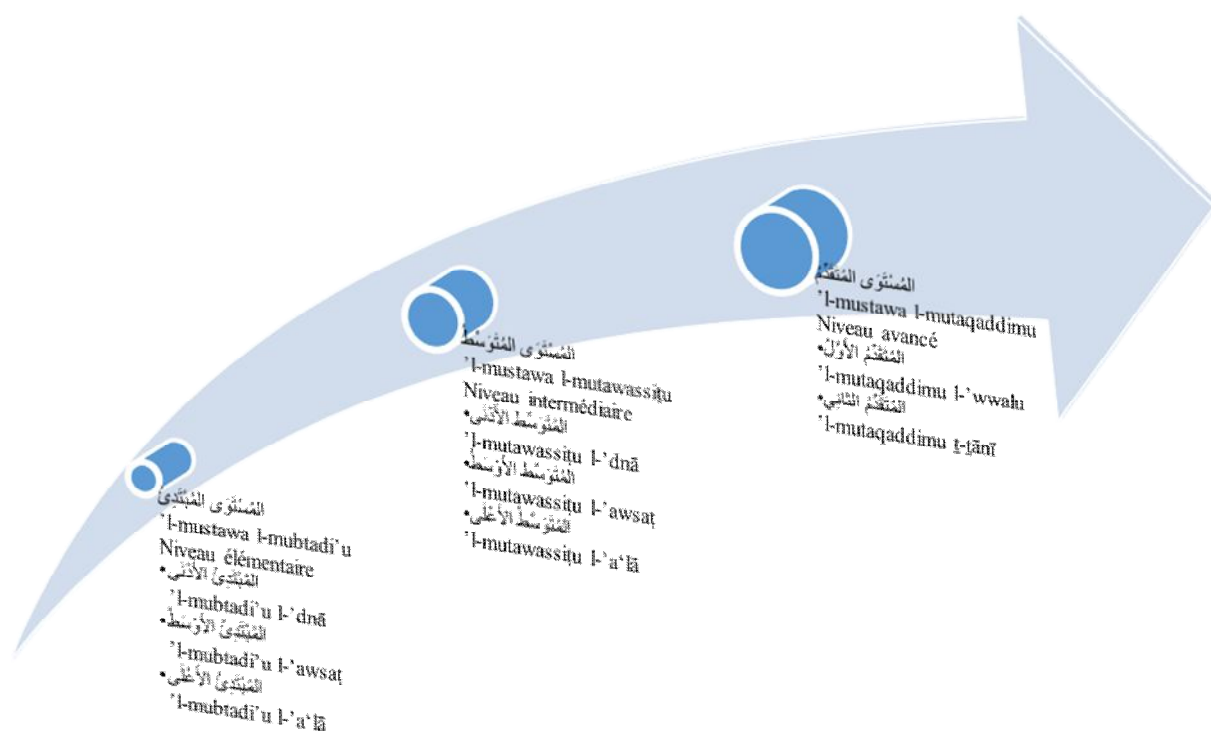 المُسْتَوَى المُبْتَدِئُ
’l-mustawa l-mubtadi’u
Niveau élémentaire
•المُبْتَدِئُ الأَدْنَى
’l-mubtadi’u l-’dnā
•المُبْتَدِئُ الأَوْسَطُ
’l-mubtadi’u l-’awsaṭ
•المُبْتَدِئُ الأَعْلَى
’l-mubtadi’u l-’a‘lā
المُسْتَوَى المُتَوَسِّطُ
’l-mustawa l-mutawassiṭu
Niveau intermédiaire
•المُتَوَسِّط الأَدْنَى
’l-mutawassiṭu l-’dnā
•المُتَوَسِّط الأَوْسَطُ
’l-mutawassiṭu l-’awsaṭ
•المُتَوَسِّطُ الأَعْلَى
’l-mutawassiṭu l-’a‘lā
المُسْتَوَى المُتَقَدِّمُ
’l-mustawa l-mutaqaddimu
Niveau avancé
•المُتَقَدِّمُ الأَوَّلُ
’l-mutaqaddimu l-’wwalu
•المُتَقَدِّمُ الثَّانِي
’l-mutaqaddimu ṯ-ṯānī